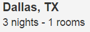 Dallas, TX
3 nights - 1 rooms